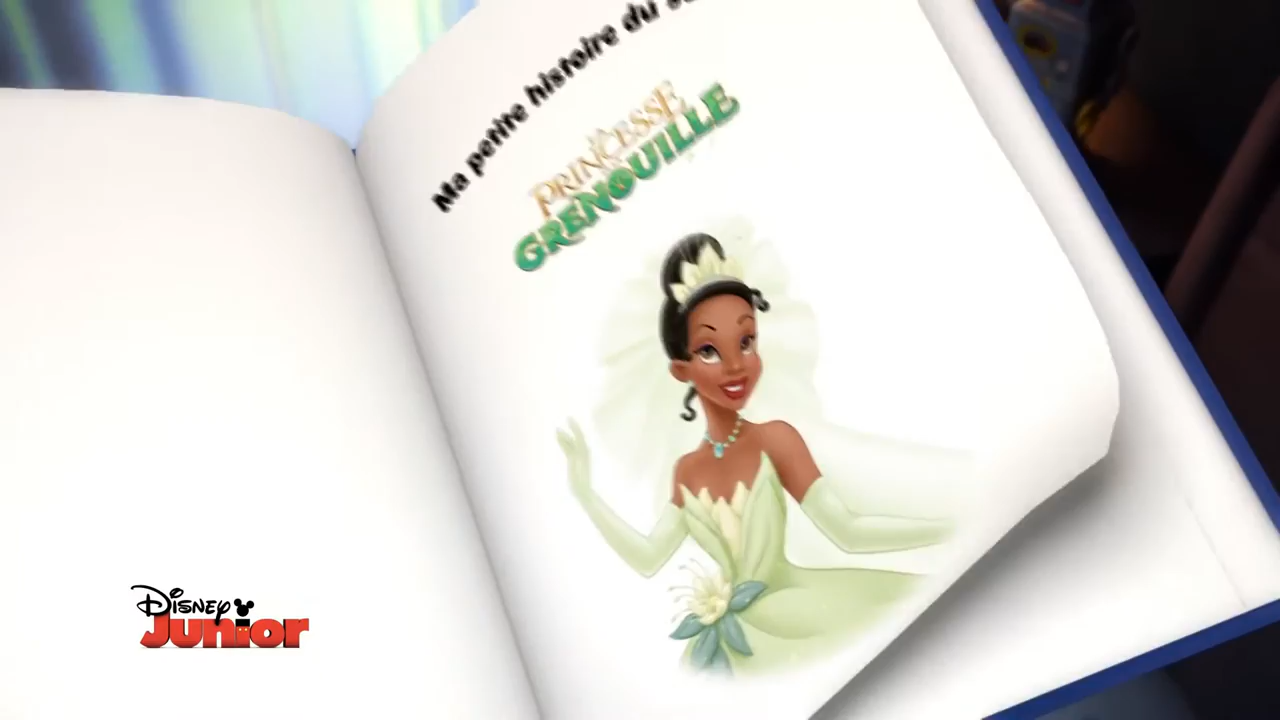 Ma petite histoire du
PRINCESSE
GRENOUILLE
DISNEY
Junior